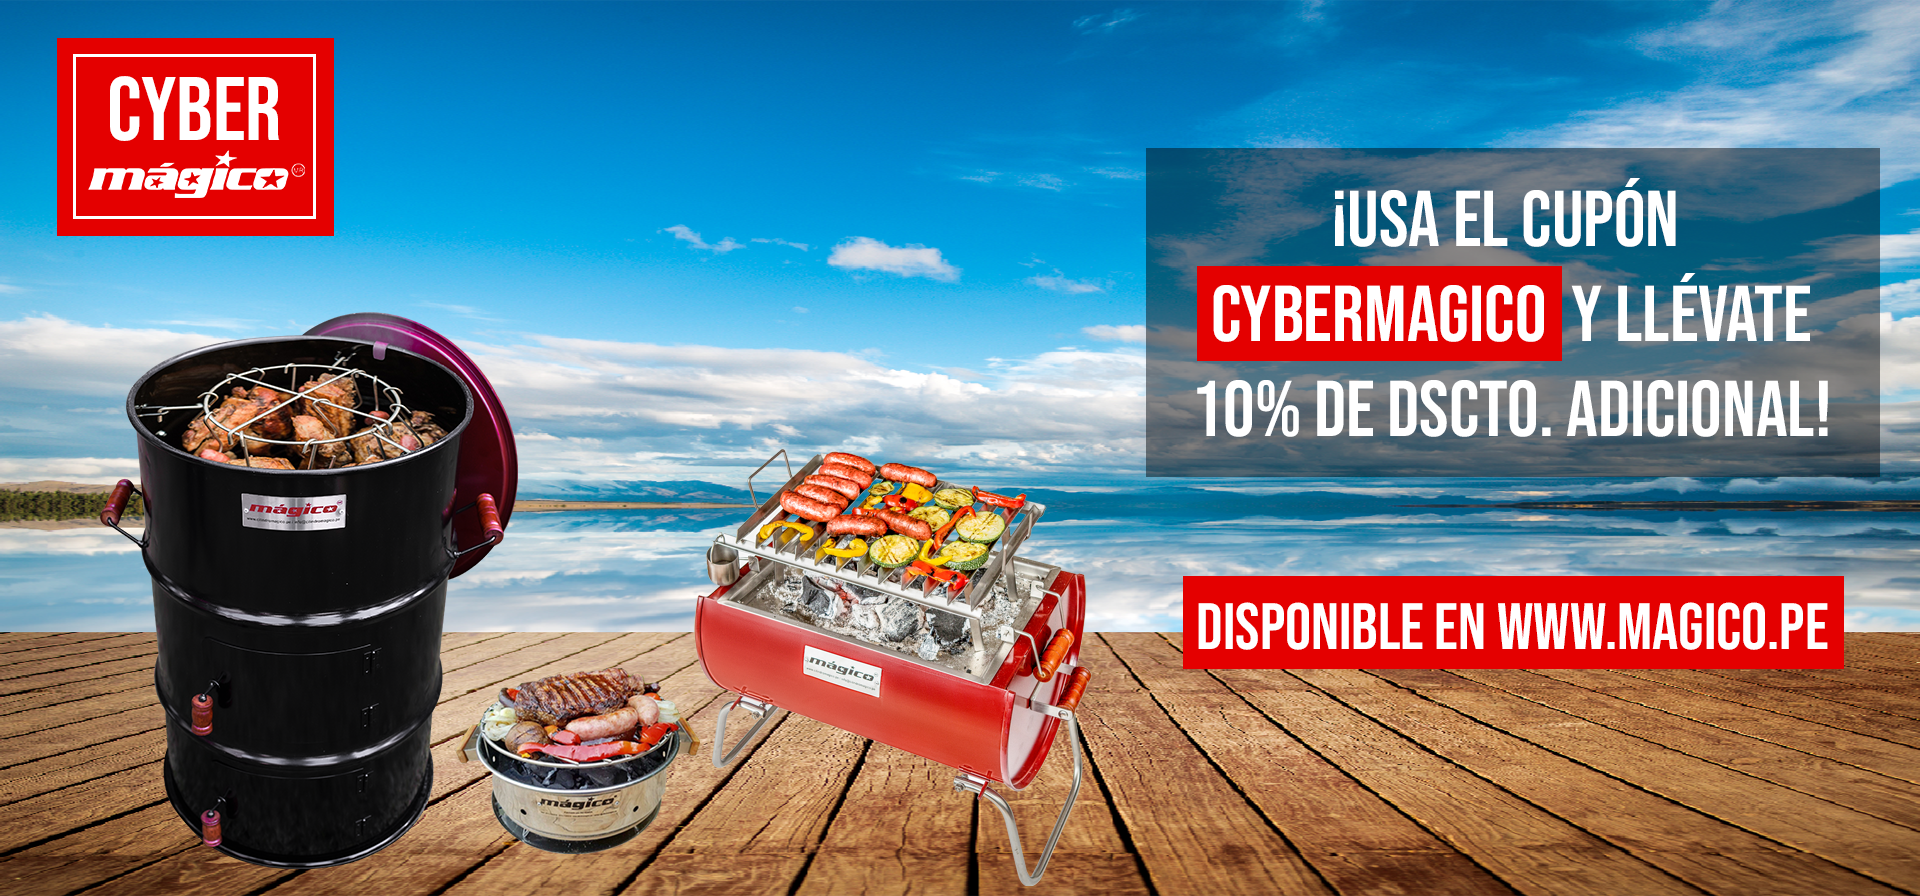 CYBER
mágico
¡USA EL CUPÓN
CYBERMAGICO Y LLÉVATE
10% DE DSCTO. ADICIONAL!
mágico
mágico
mágico
DISPONIBLE EN WWW.MAGICO.PE